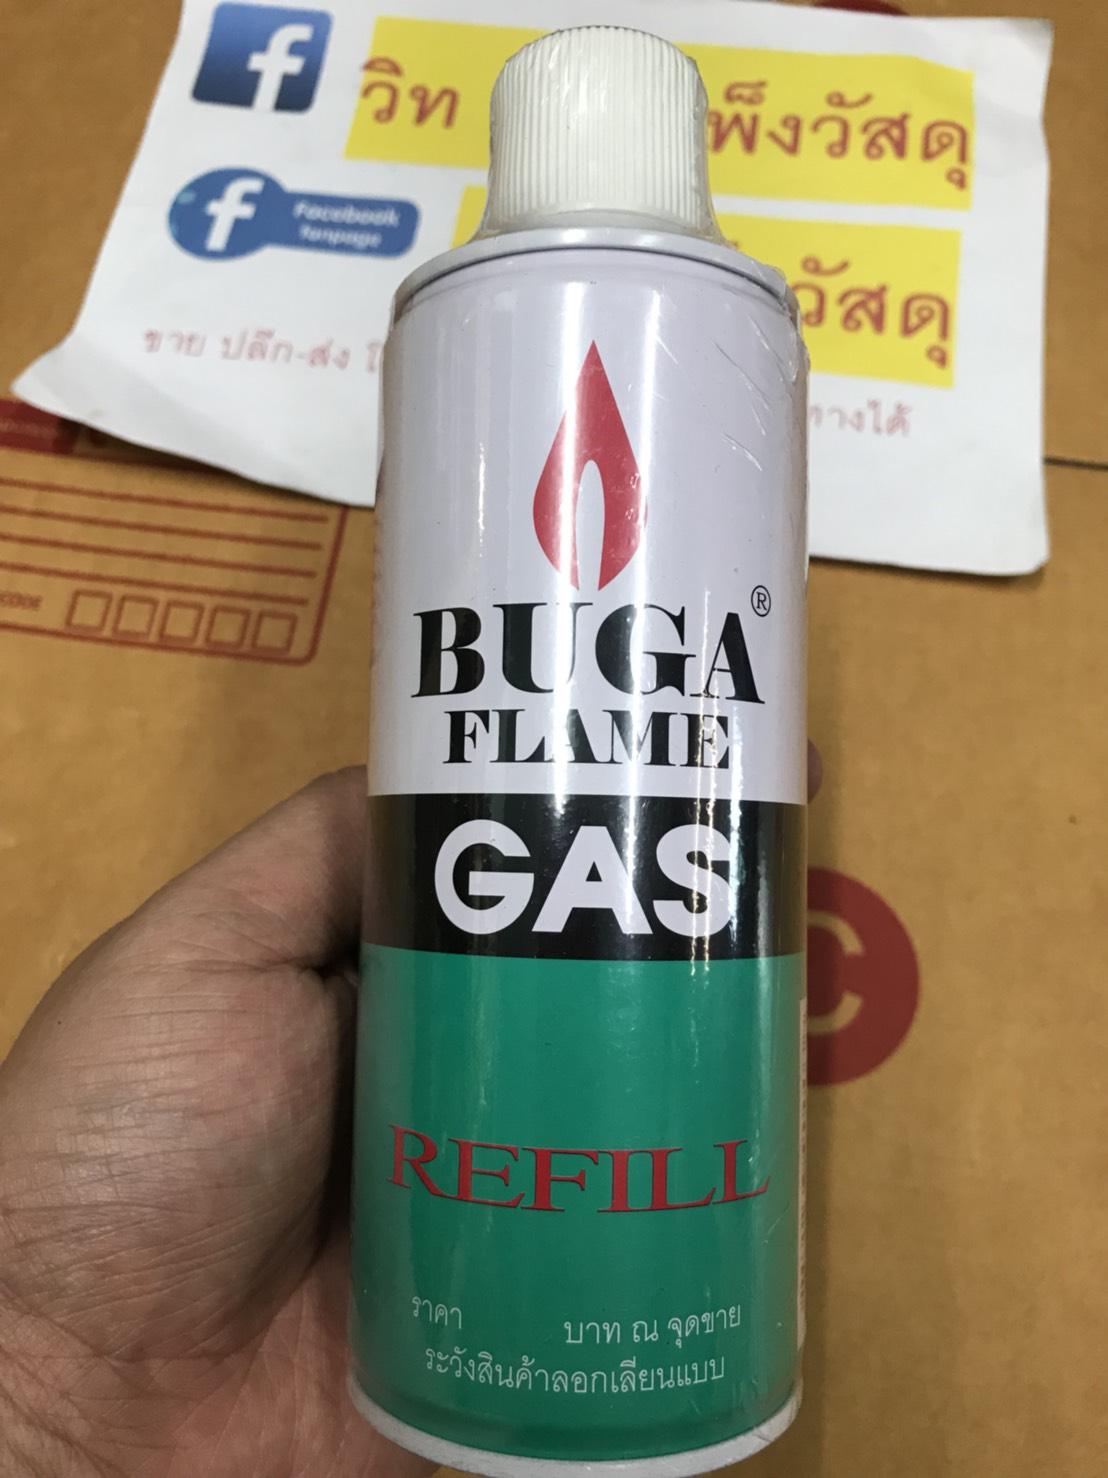 วิท
พ็งวัสดุ
Facebook
fanpage
วัสดุ
ขาย ปลีก-ส่ง
ทางได้
CODE
BUGA®
FLAME
GAS
REFILL
ราคา บาท ณ จุดขาย
ระวังสินค้าลอกเลียนแบบ